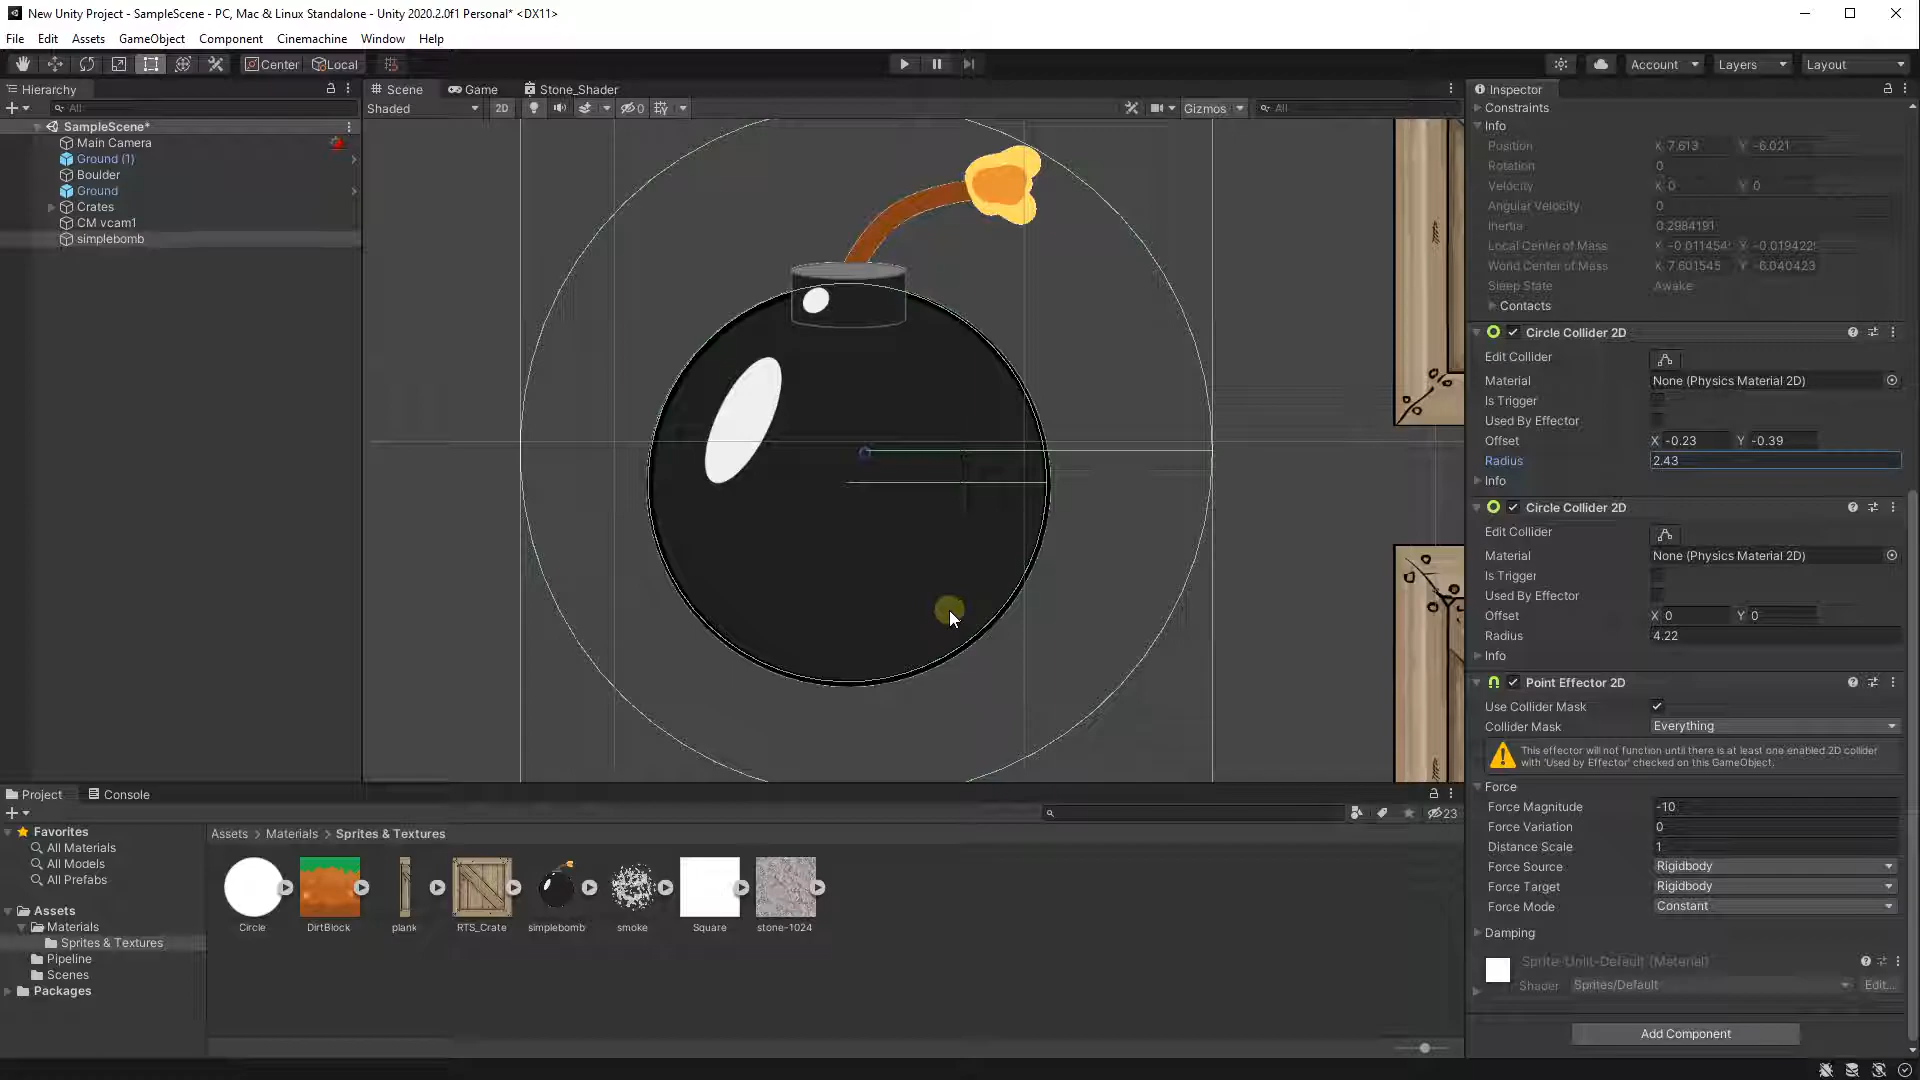 New Unity Project - SampleScene - PC, Mac & Linux Standalone - Unity 2020.2.0f1 Personal* <DX11>
File Edit Assets GameObject Component Cinemachine Window Help
Center Local Account Layers Layout
Hierarchy
All
SampleScene*
Main Camera
Ground (1)
Boulder
Ground
Crates
CM vcam1
simplebomb
Scene Game Stone_Shader
Shaded 2D 0 Gizmos All
Inspector
Constraints
Info
Position X 7.613 Y -6.021
Rotation 0
Velocity X 0 Y 0
Angular Velocity 0
Inertia 0.2984191
Local Center of Mass X -0.011454 Y -0.019422
World Center of Mass X 7.601545 Y -6.040423
Sleep State Awake
Contacts
Circle Collider 2D
Edit Collider
Material None (Physics Material 2D)
Is Trigger
Used By Effector
Offset X -0.23 Y -0.39
Radius 2.43
Info
Circle Collider 2D
Edit Collider
Material None (Physics Material 2D)
Is Trigger
Used By Effector
Offset X 0 Y 0
Radius 4.22
Info
Point Effector 2D
Use Collider Mask
Collider Mask Everything
This effector will not function until there is at least one enabled 2D collider
with 'Used by Effector' checked on this GameObject.
Force
Force Magnitude -10
Force Variation 0
Distance Scale 1
Force Source Rigidbody
Force Target Rigidbody
Force Mode Constant
Damping
Sprite-Unlit-Default (Material)
Shader Sprites/Default Edit...
Add Component
Project Console
23
Favorites
All Materials
All Models
All Prefabs
Assets
Materials
Sprites & Textures
Pipeline
Scenes
Packages
Assets > Materials > Sprites & Textures
Circle DirtBlock plank RTS_Crate simplebomb smoke Square stone-1024